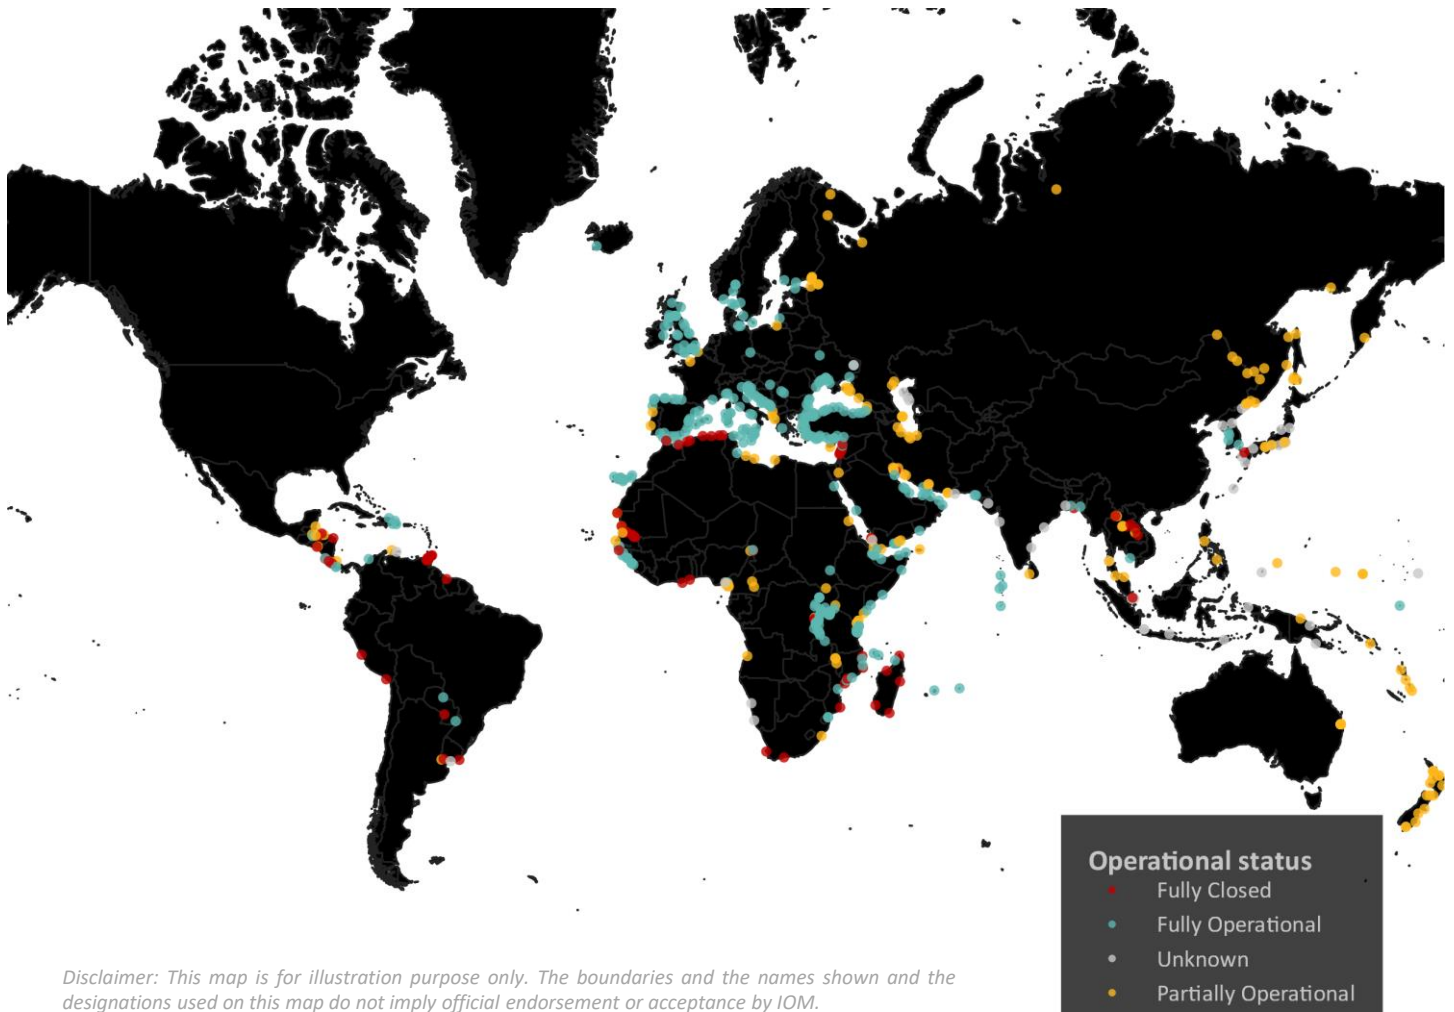 Operational status
Fully Closed
Fully Operational
Unknown
Partially Operational
Disclaimer: This map is for illustration purpose only. The boundaries and the names shown and the
designations used on this map do not imply official endorsement or acceptance by IOM.